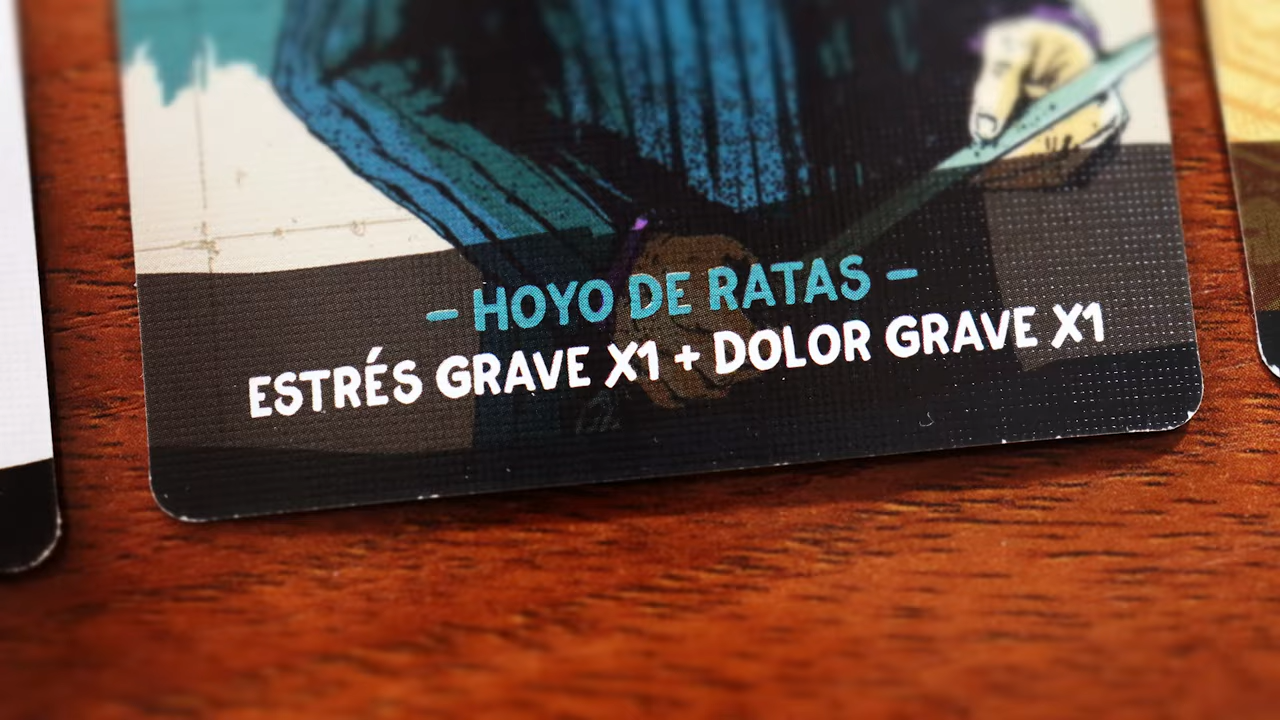 – HOYO DE RATAS –
ESTRÉS GRAVE X1 + DOLOR GRAVE X1